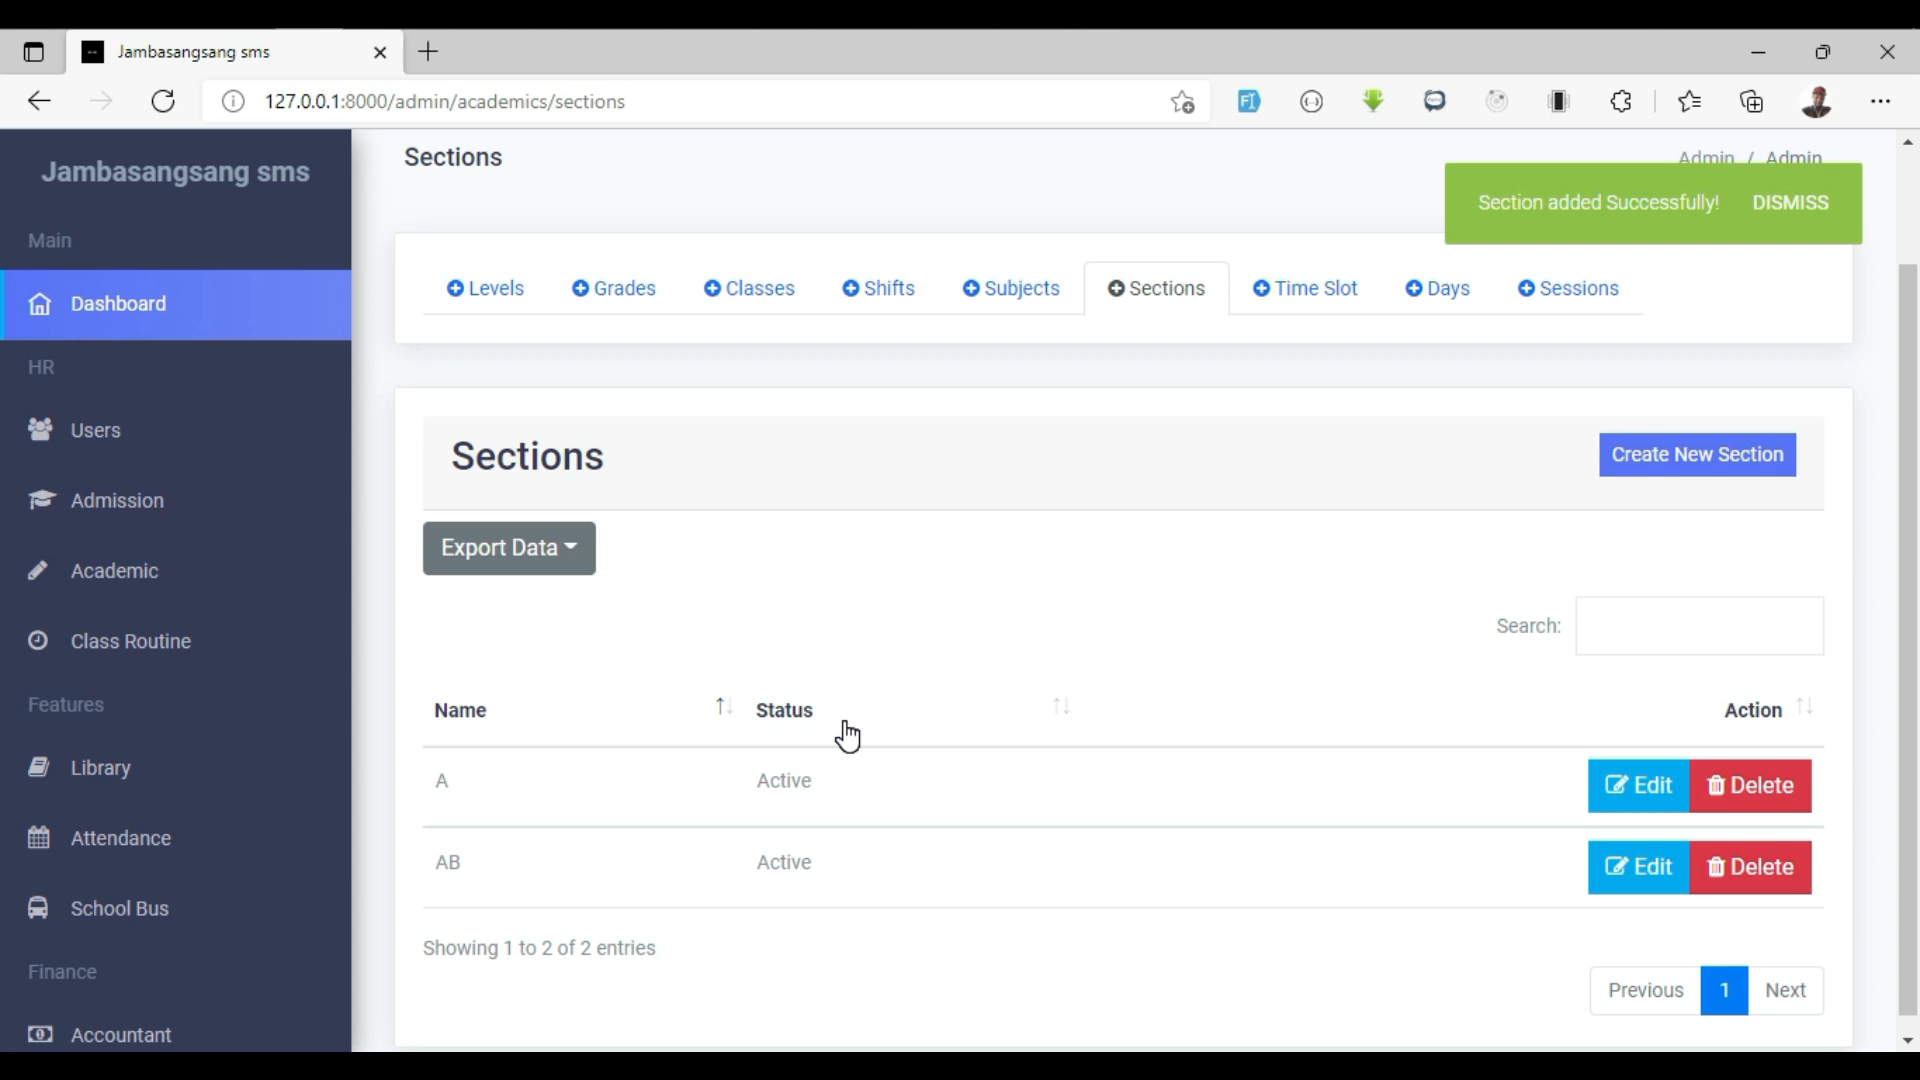 Jambasangsang sms
127.0.0.1:8000/admin/academics/sections
Jambasangsang sms
Main
Dashboard
HR
Users
Admission
Academic
Class Routine
Features
Library
Attendance
School Bus
Finance
Accountant
Sections
Admin / Admin
Section added Successfully! DISMISS
Levels Grades Classes Shifts Subjects Sections Time Slot Days Sessions
Sections
Create New Section
Export Data
Search:
Name Status Action
A Active Edit Delete
AB Active Edit Delete
Showing 1 to 2 of 2 entries
Previous 1 Next